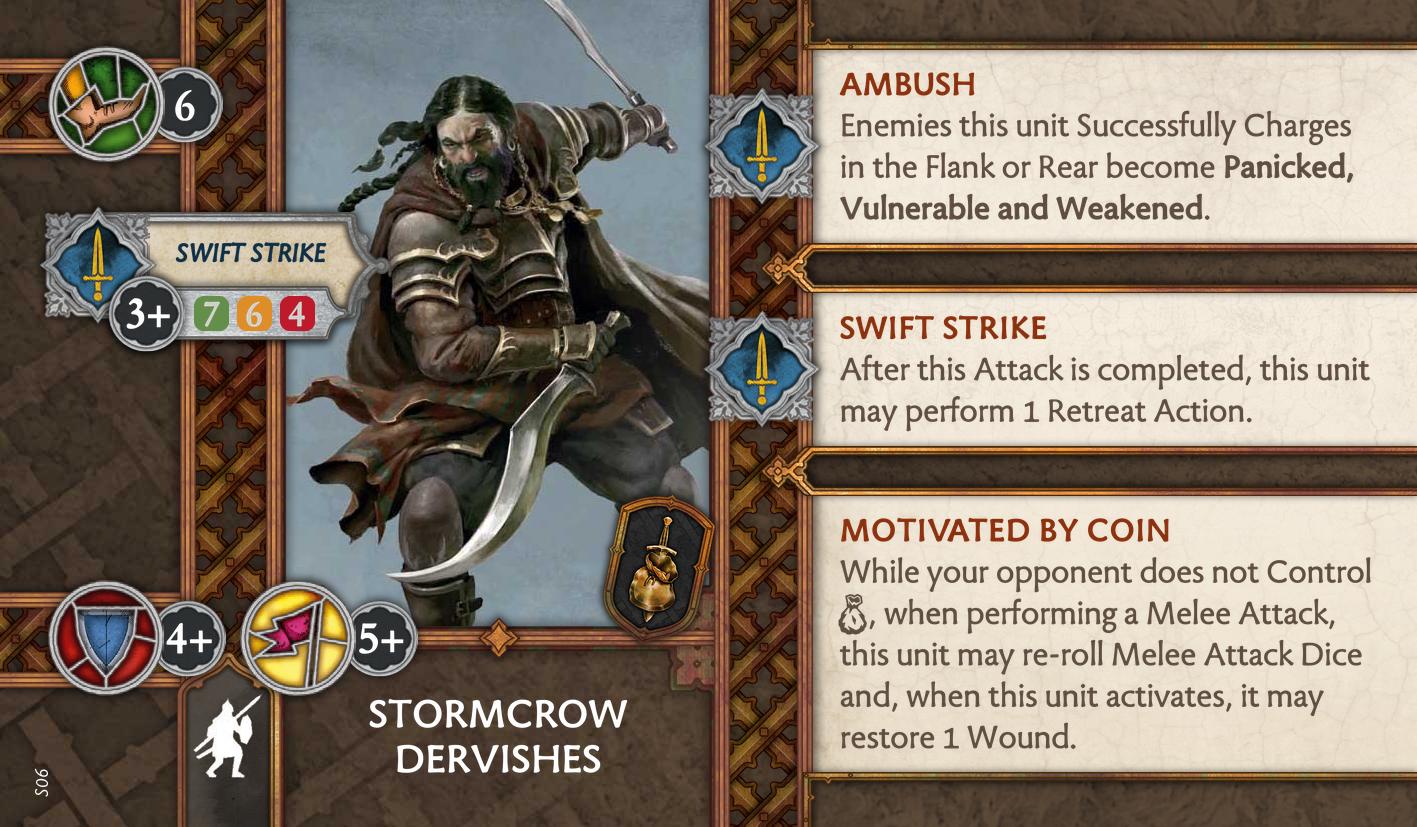 6
SWIFT STRIKE
3+ 7 6 4
4+ 5+
STORMCROW
DERVISHES
S06
AMBUSH
Enemies this unit Successfully Charges
in the Flank or Rear become Panicked,
Vulnerable and Weakened.
SWIFT STRIKE
After this Attack is completed, this unit
may perform 1 Retreat Action.
MOTIVATED BY COIN
While your opponent does not Control
, when performing a Melee Attack,
this unit may re-roll Melee Attack Dice
and, when this unit activates, it may
restore 1 Wound.